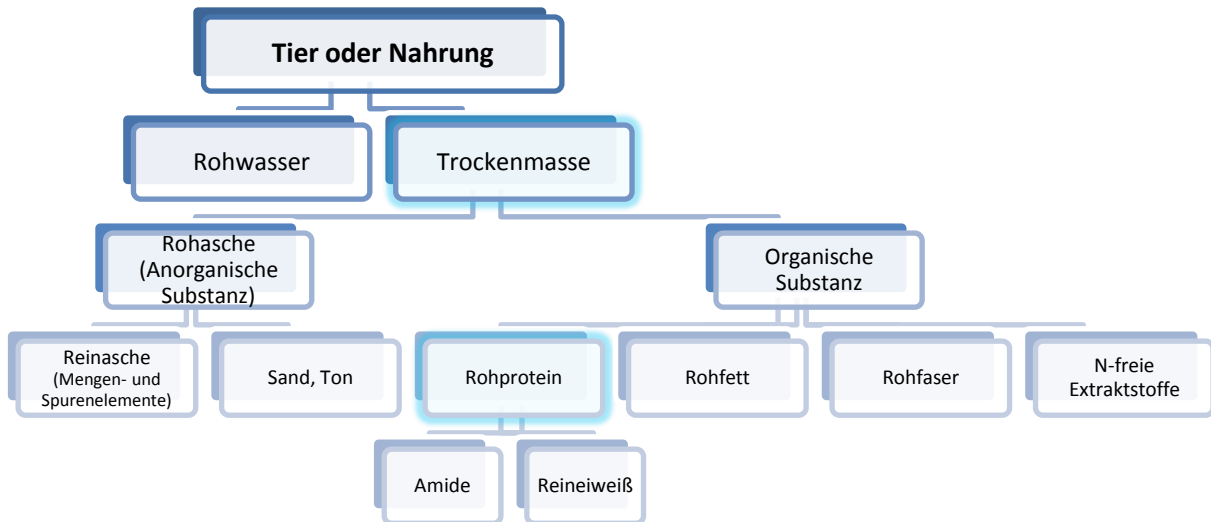 Tier oder Nahrung
Rohwasser
Trockenmasse
Rohasche
(Anorganische
Substanz)
Organische
Substanz
Reinasche
(Mengen- und
Spurenelemente)
Sand, Ton
Rohprotein
Rohfett
Rohfaser
N-freie
Extraktstoffe
Amide
Reineiweiß